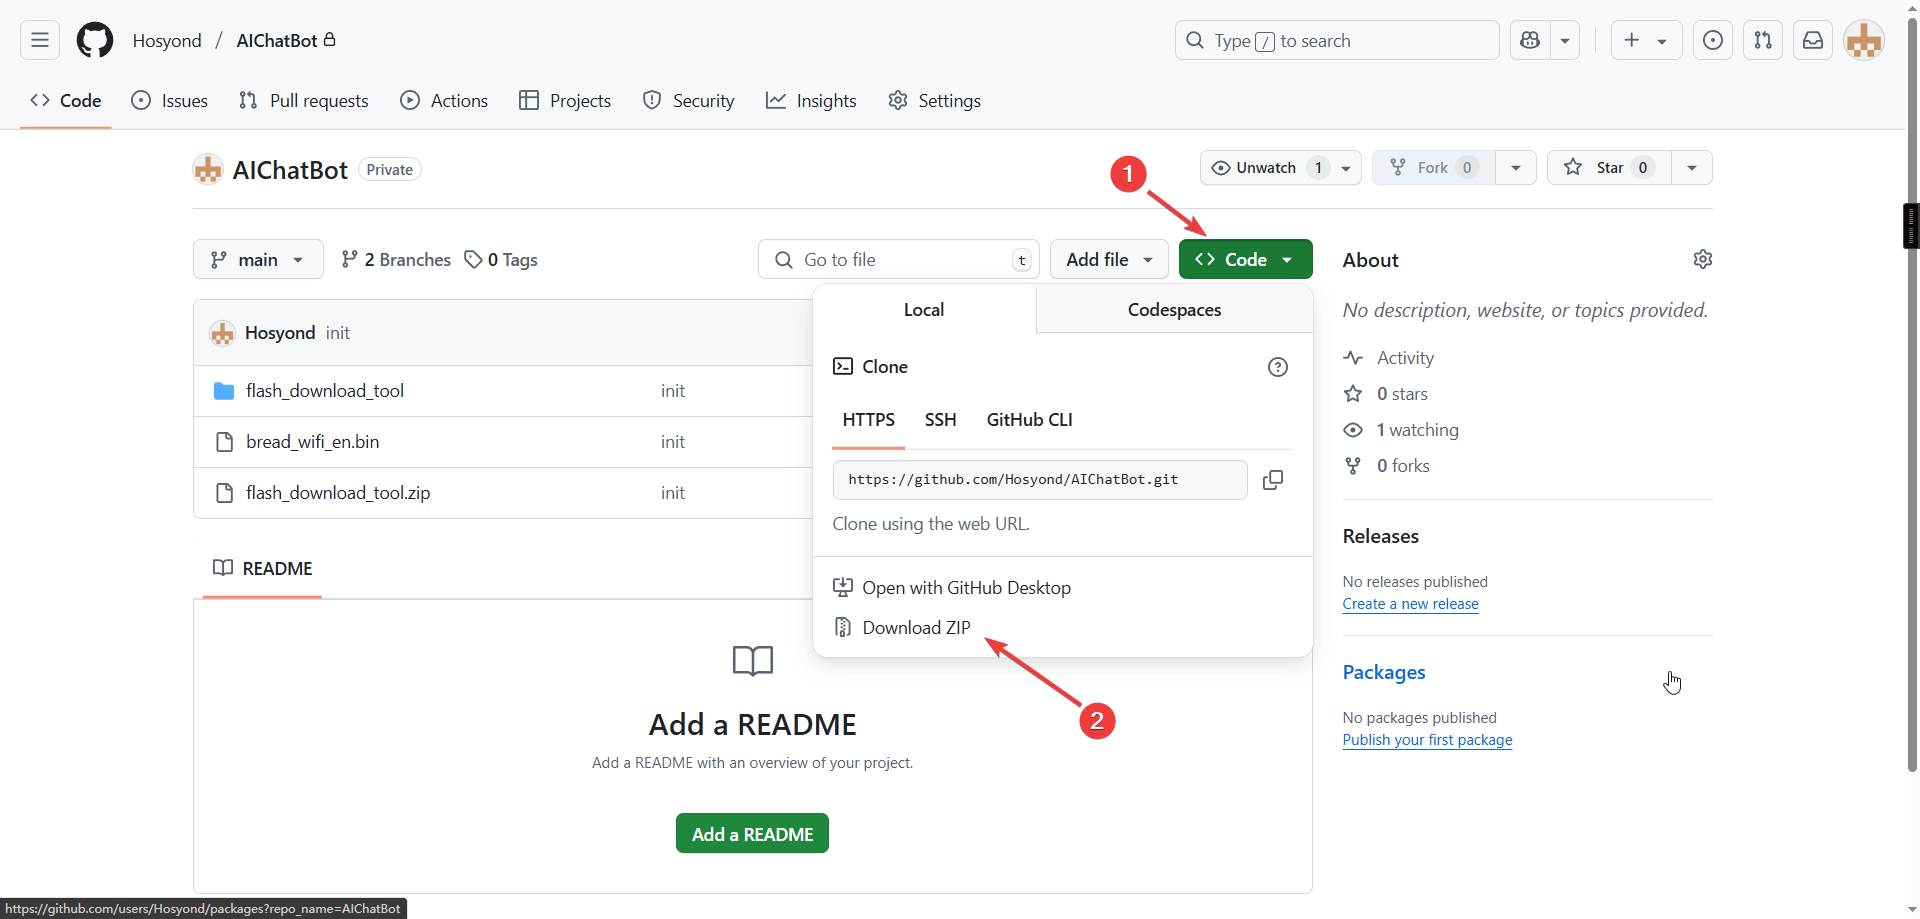 Hosyond / AIChatBot
Type / to search
Code Issues Pull requests Actions Projects Security Insights Settings
AIChatBot Private
Unwatch 1 Fork 0 Star 0
1
main 2 Branches 0 Tags Go to file t Add file Code
Hosyond init
flash_download_tool init
bread_wifi_en.bin init
flash_download_tool.zip init
Local Codespaces
Clone
HTTPS SSH GitHub CLI
https://github.com/Hosyond/AIChatBot.git
Clone using the web URL.
Open with GitHub Desktop
Download ZIP
2
README
Add a README
Add a README with an overview of your project.
Add a README
About
No description, website, or topics provided.
Activity
0 stars
1 watching
0 forks
Releases
No releases published
Create a new release
Packages
No packages published
Publish your first package
https://github.com/users/Hosyond/packages?repo_name=AIChatBot